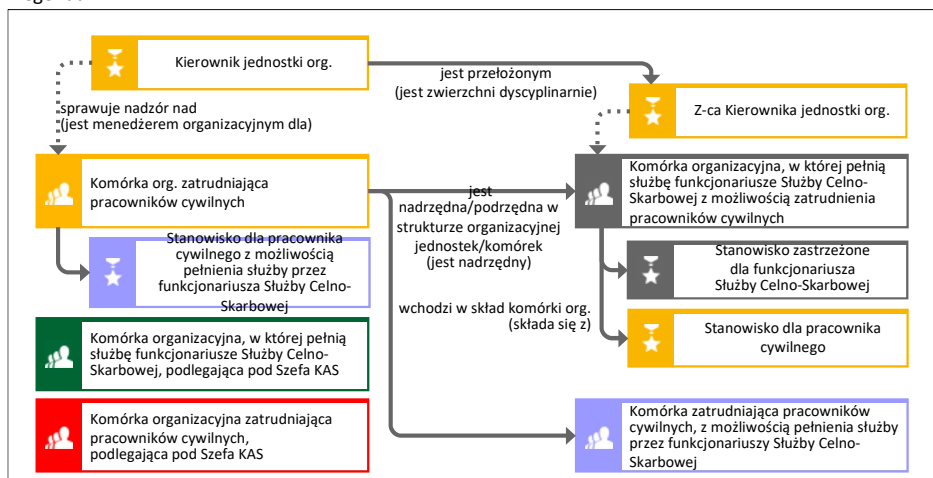 Kierownik jednostki org.
jest przełożonym
(jest zwierzchni dyscyplinarnie)
sprawuje nadzór nad
(jest menedżerem organizacyjnym dla)
Z-ca Kierownika jednostki org.
Komórka org. zatrudniająca
pracowników cywilnych
jest
nadrzędna/podrzędna w
strukturze organizacyjnej
jednostek/komórek
(jest nadrzędny)
Komórka organizacyjna, w której pełnią
służbę funkcjonariusze Służby Celno-
Skarbowej z możliwością zatrudnienia
pracowników cywilnych
Stanowisko dla pracownika
cywilnego z możliwością
pełnienia służby przez
funkcjonariusza Służby Celno-
Skarbowej
Stanowisko zastrzeżone
dla funkcjonariusza
Służby Celno-Skarbowej
wchodzi w skład komórki org.
(składa się z)
Stanowisko dla pracownika
cywilnego
Komórka organizacyjna, w której pełnią
służbę funkcjonariusze Służby Celno-
Skarbowej, podlegająca pod Szefa KAS
Komórka organizacyjna zatrudniająca
pracowników cywilnych,
podlegająca pod Szefa KAS
Komórka zatrudniająca pracowników
cywilnych, z możliwością pełnienia służby
przez funkcjonariuszy Służby Celno-
Skarbowej